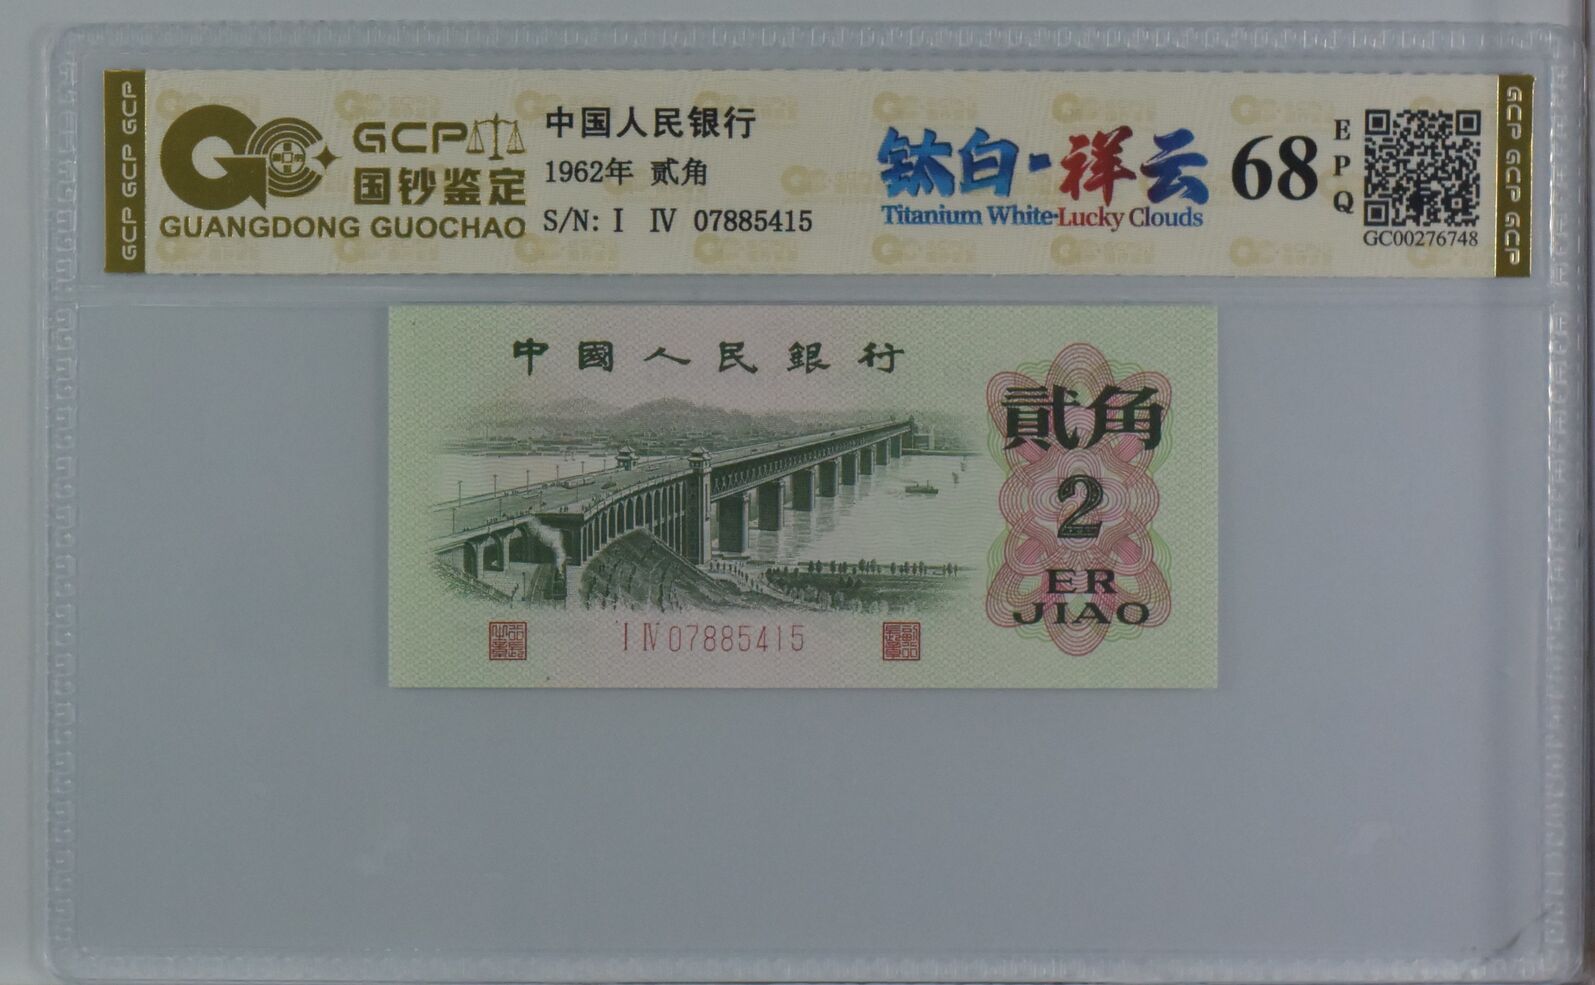 GCP GCP GCP
GCP
国钞鉴定
GUANGDONG GUOCHAO
中国人民银行
1962年 贰角
S/N: I IV 07885415
钛白-祥云
Titanium White·Lucky Clouds
68
EPQ
GC00276748
GCP GCP GCP
中國人民銀行
貳角
2
ER
JIAO
I IV 07885415